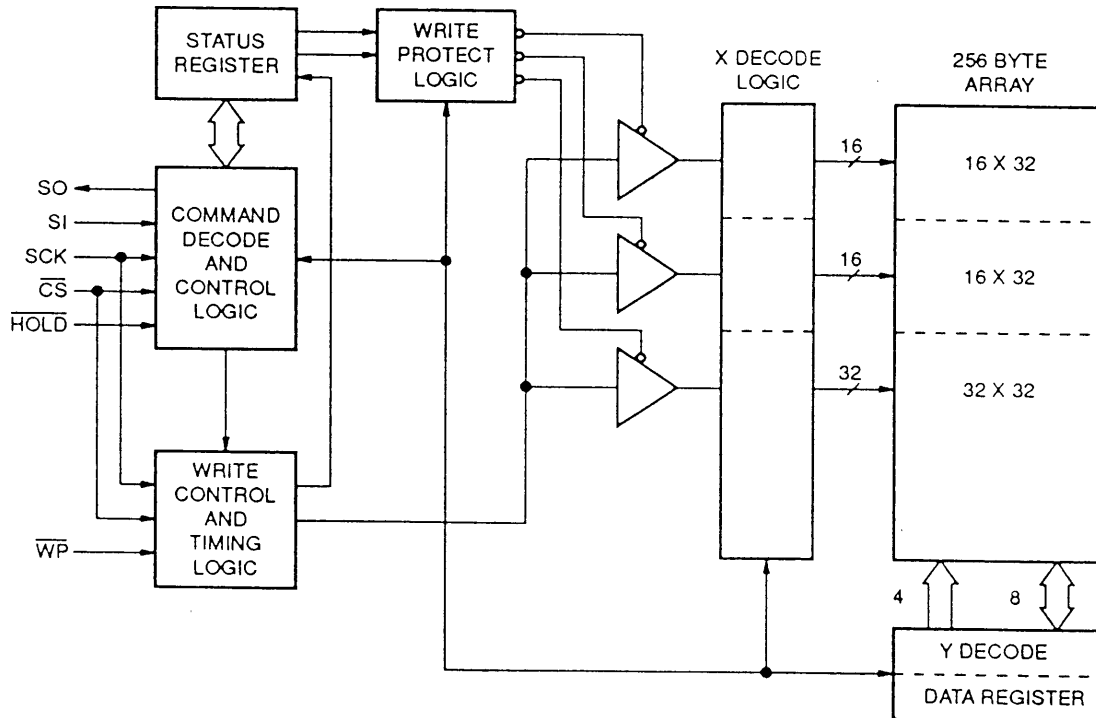 STATUS
REGISTER
WRITE
PROTECT
LOGIC
X DECODE
LOGIC
256 BYTE
ARRAY
16
16 X 32
SO
SI
SCK
CS
HOLD
COMMAND
DECODE
AND
CONTROL
LOGIC
16
16 X 32
32
32 X 32
WP
WRITE
CONTROL
AND
TIMING
LOGIC
4
8
Y DECODE
DATA REGISTER